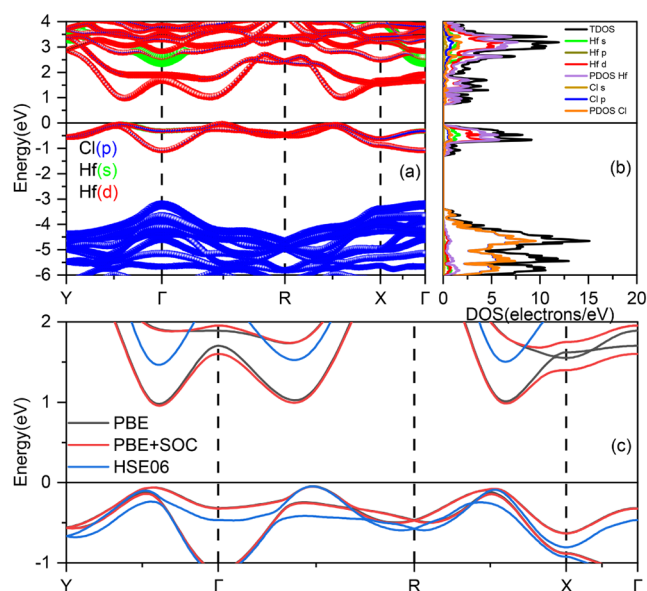 4
3
2
1
0
-1
-2
-3
-4
-5
-6
Energy(eV)
Cl(p)
Hf(s)
Hf(d)
(a)
Y Γ R X Γ
TDOS
Hf s
Hf p
Hf d
PDOS Hf
Cl s
Cl p
PDOS Cl
(b)
0 5 10 15 20
DOS(electrons/eV)
2
1
0
-1
Energy(eV)
PBE
PBE+SOC
HSE06
(c)
Y Γ R X Γ